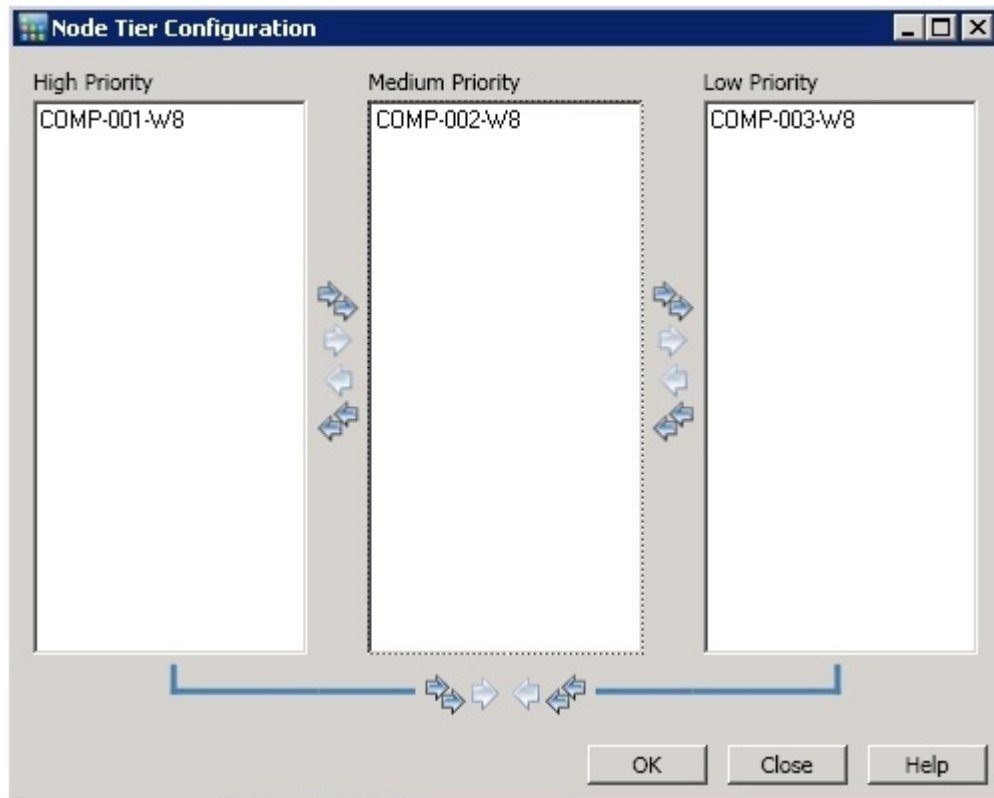 Node Tier Configuration
High Priority
Medium Priority
Low Priority
COMP-001-W8
COMP-002-W8
COMP-003-W8
OK
Close
Help